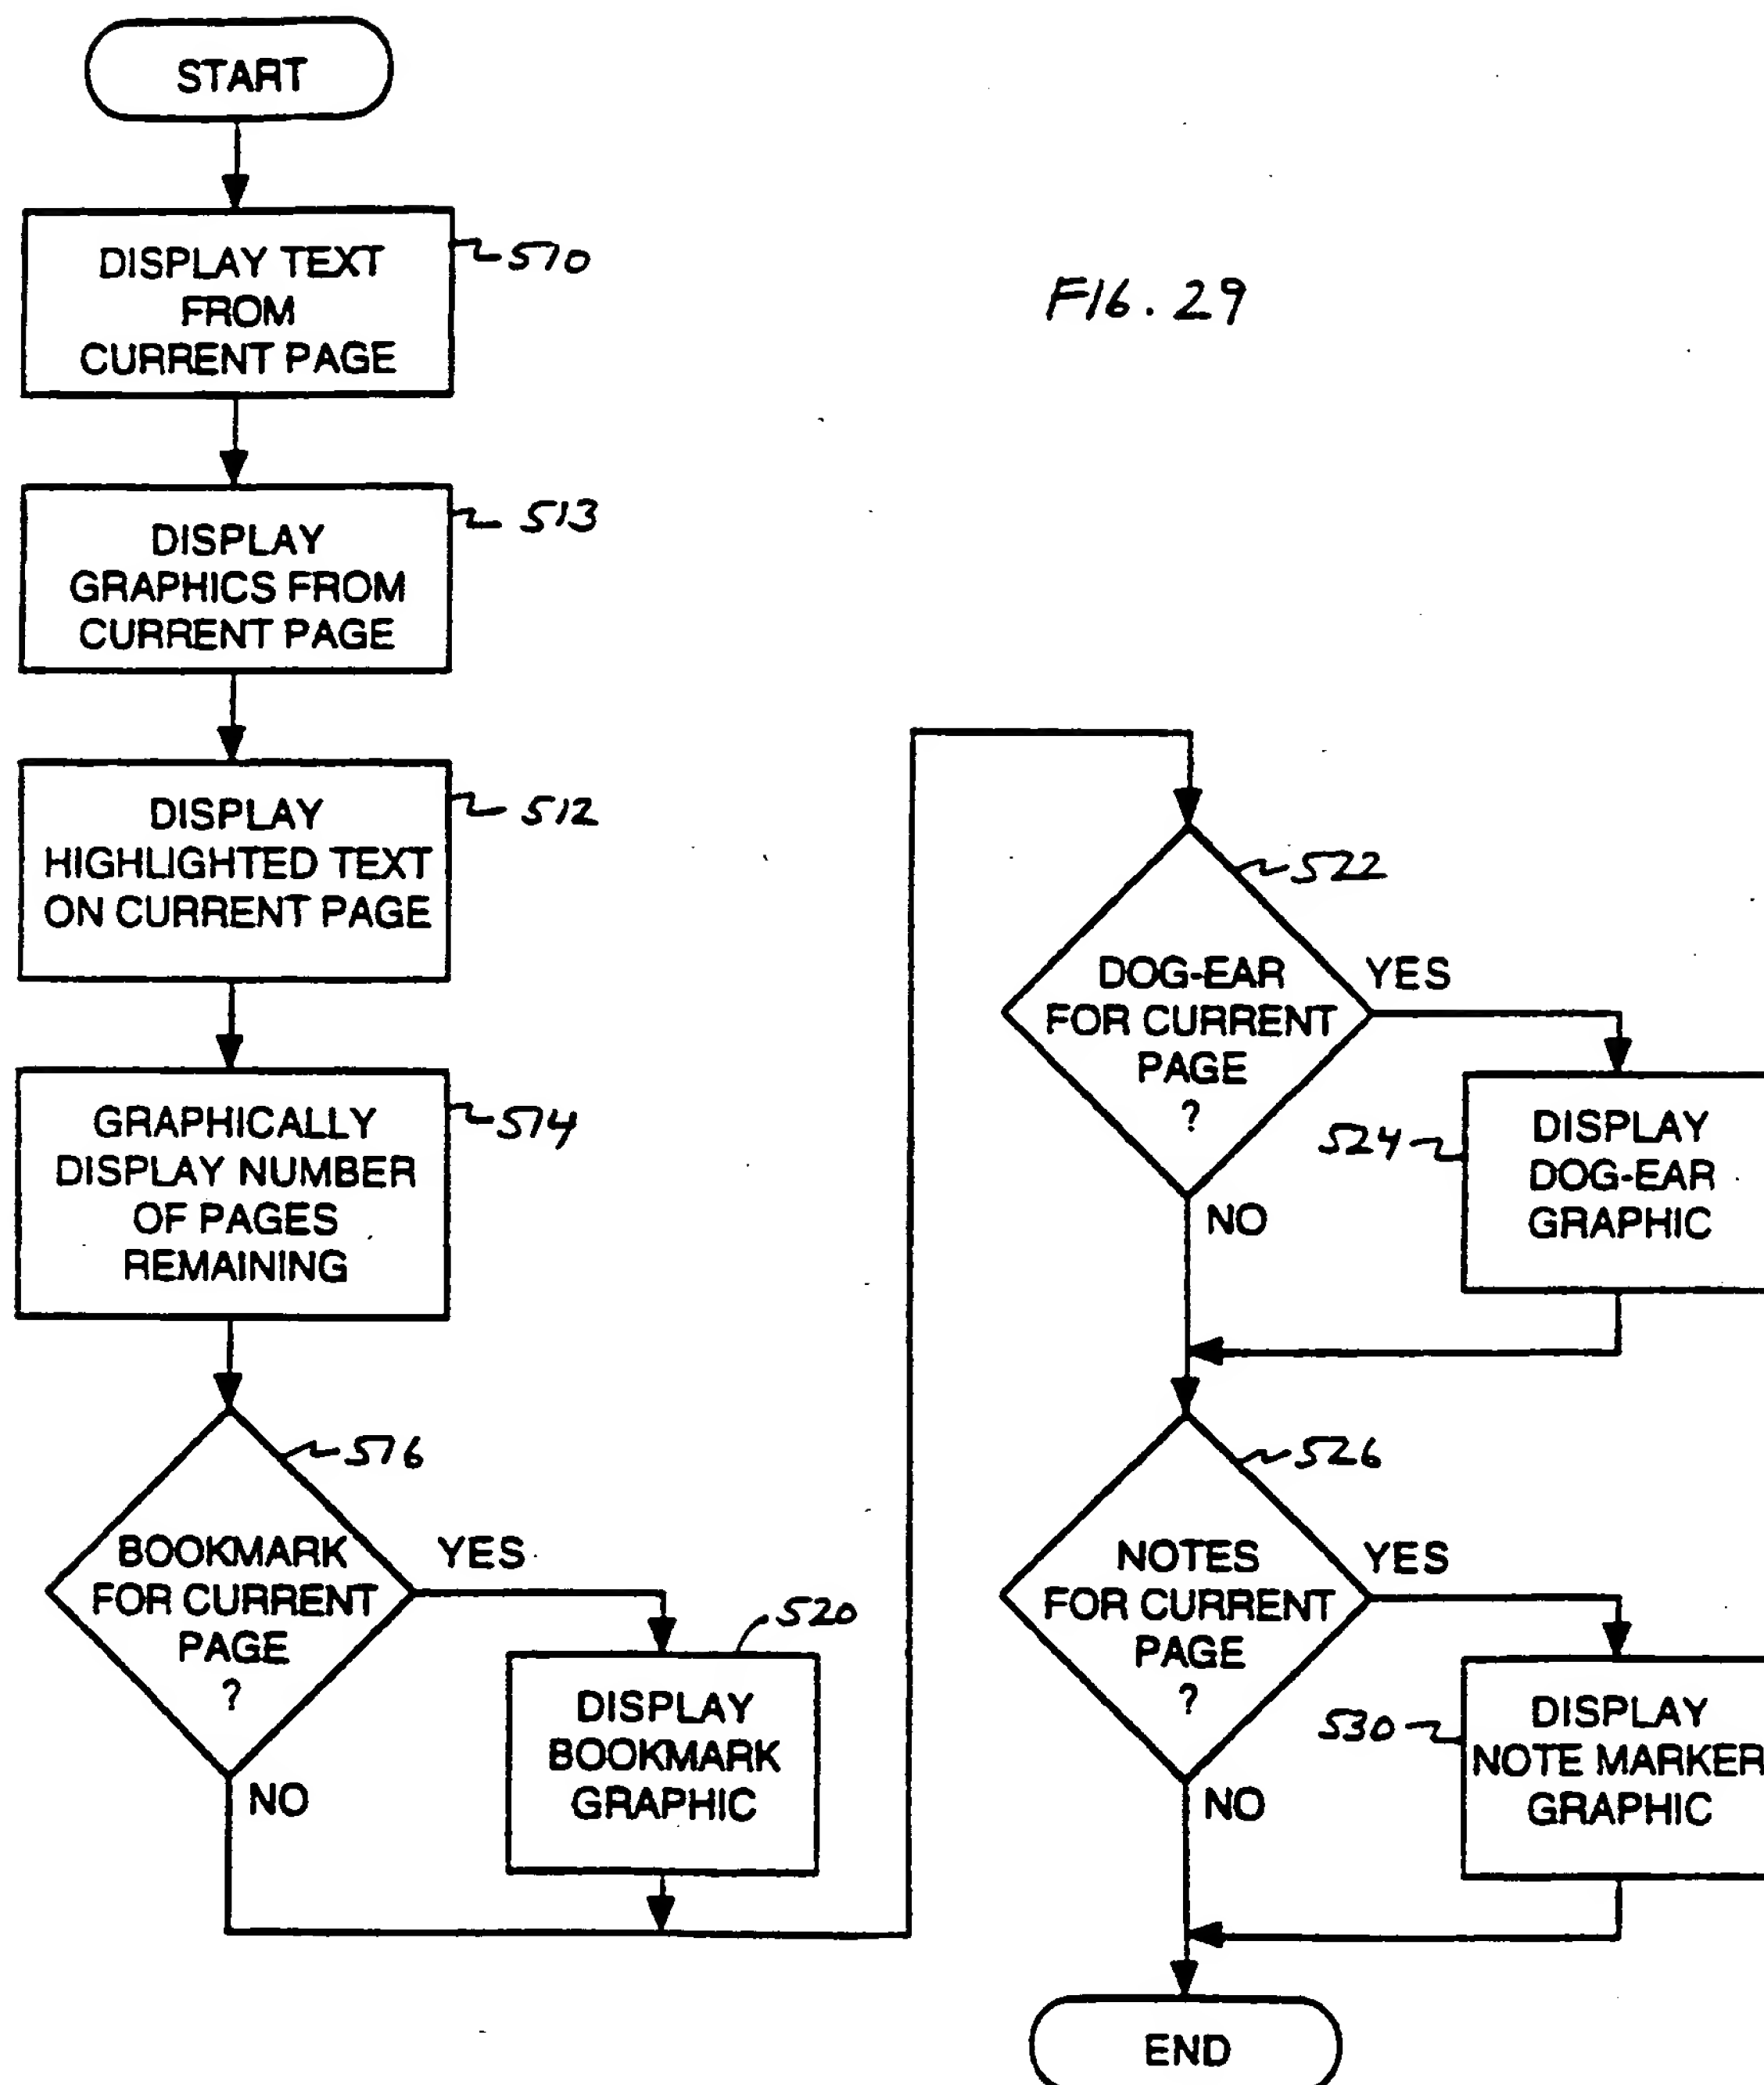 START
DISPLAY TEXT
FROM
CURRENT PAGE
510
FIG. 29
DISPLAY
GRAPHICS FROM
CURRENT PAGE
513
DISPLAY
HIGHLIGHTED TEXT
ON CURRENT PAGE
512
GRAPHICALLY
DISPLAY NUMBER
OF PAGES
REMAINING
514
BOOKMARK
FOR CURRENT
PAGE
?
516
YES
NO
520
DISPLAY
BOOKMARK
GRAPHIC
522
DOG-EAR
FOR CURRENT
PAGE
?
YES
NO
524
DISPLAY
DOG-EAR
GRAPHIC
526
NOTES
FOR CURRENT
PAGE
?
YES
NO
530
DISPLAY
NOTE MARKER
GRAPHIC
END